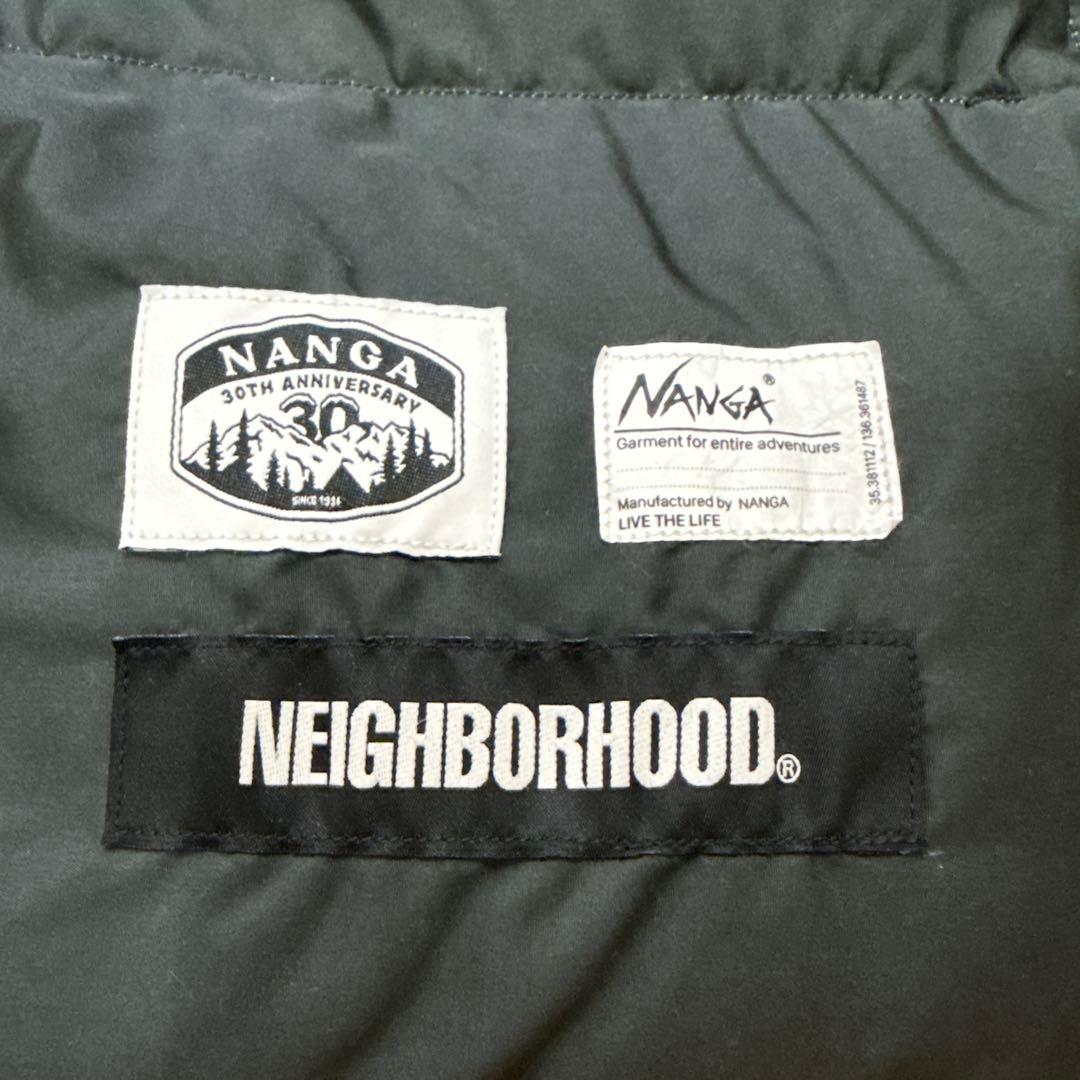 NANGA
30TH ANNIVERSARY
30
SINCE 1994
NANGA®
Garment for entire adventures
Manufactured by NANGA
LIVE THE LIFE
35.381112 / 136.361487
NEIGHBORHOOD®